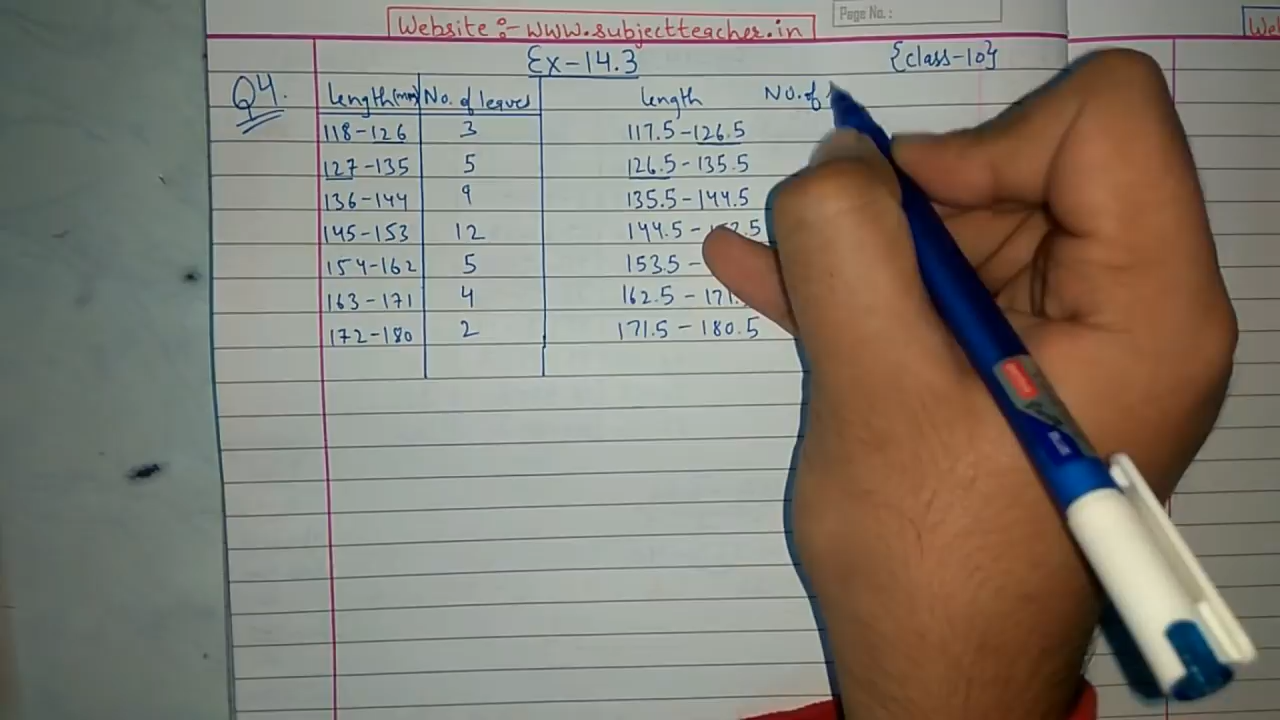 Website :- www.subjectteacher.in
Page No. :
We
Ex-14.3
{class-10}
Q4.
length(mm) No. of leaves length No. of
118-126 3 117.5-126.5
127-135 5 126.5-135.5
136-144 9 135.5-144.5
145-153 12 144.5-
154-162 5 153.5-
163-171 4 162.5-171.
172-180 2 171.5-180.5